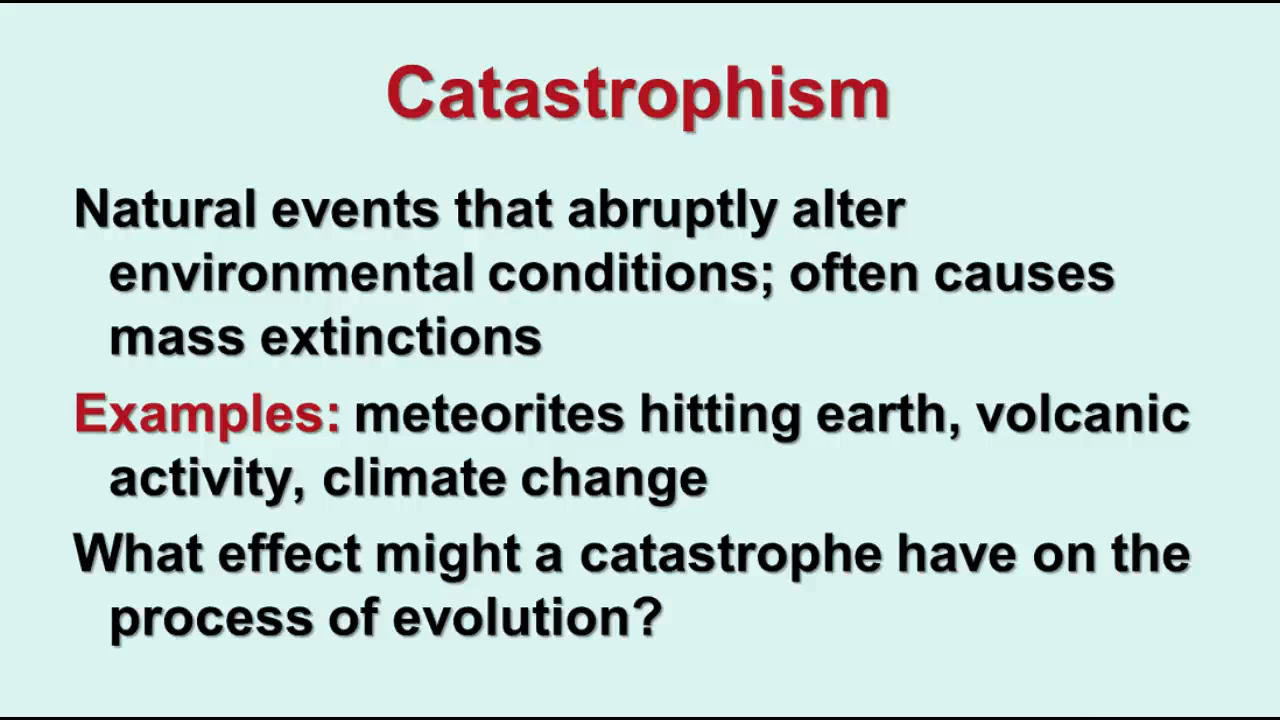 Catastrophism
Natural events that abruptly alter
environmental conditions; often causes
mass extinctions
Examples: meteorites hitting earth, volcanic
activity, climate change
What effect might a catastrophe have on the
process of evolution?